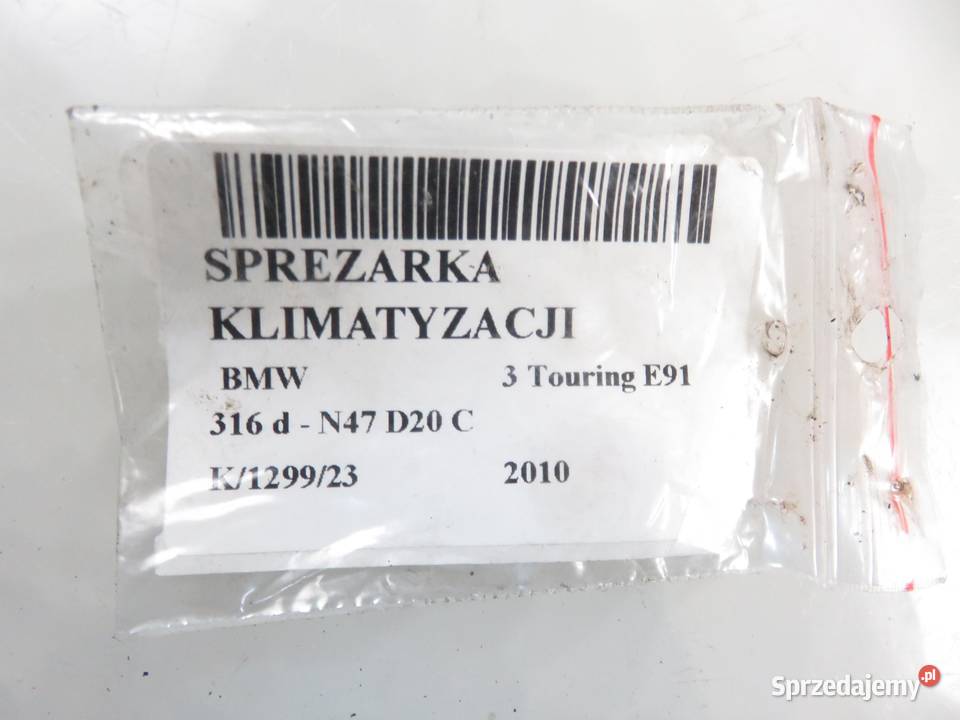 SPREZARKA
KLIMATYZACJI
BMW 3 Touring E91
316 d - N47 D20 C
K/1299/23 2010
Sprzedajemy.pl